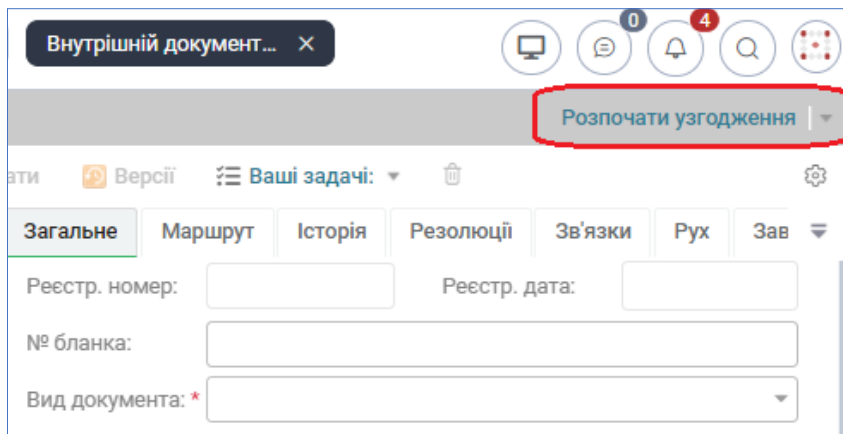 Внутрішній документ... ×
0
4
Розпочати узгодження
ати Версії Ваші задачі:
Загальне Маршрут Історія Резолюції Зв'язки Рух Зав
Реєстр. номер: Реєстр. дата:
№ бланка:
Вид документа: *